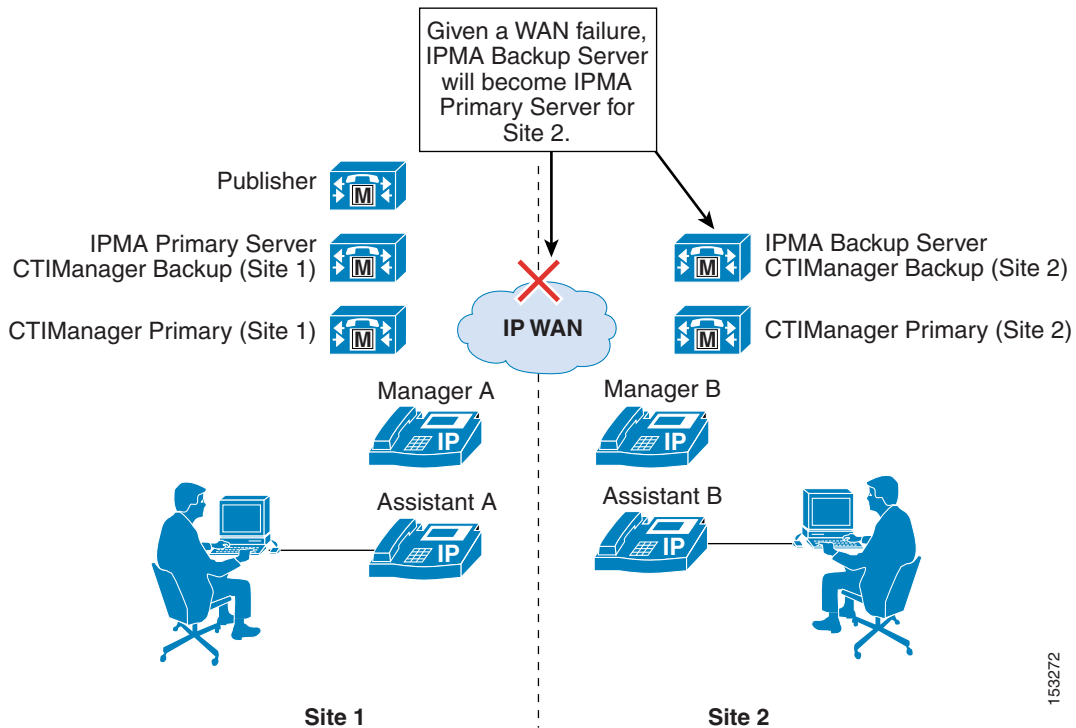 Given a WAN failure,
IPMA Backup Server
will become IPMA
Primary Server for
Site 2.
Publisher
M
IPMA Primary Server
CTIManager Backup (Site 1)
M
IPMA Backup Server
CTIManager Backup (Site 2)
M
CTIManager Primary (Site 1)
M
IP WAN
CTIManager Primary (Site 2)
M
Manager A
IP
Manager B
IP
Assistant A
IP
Assistant B
IP
Site 1
Site 2
153272